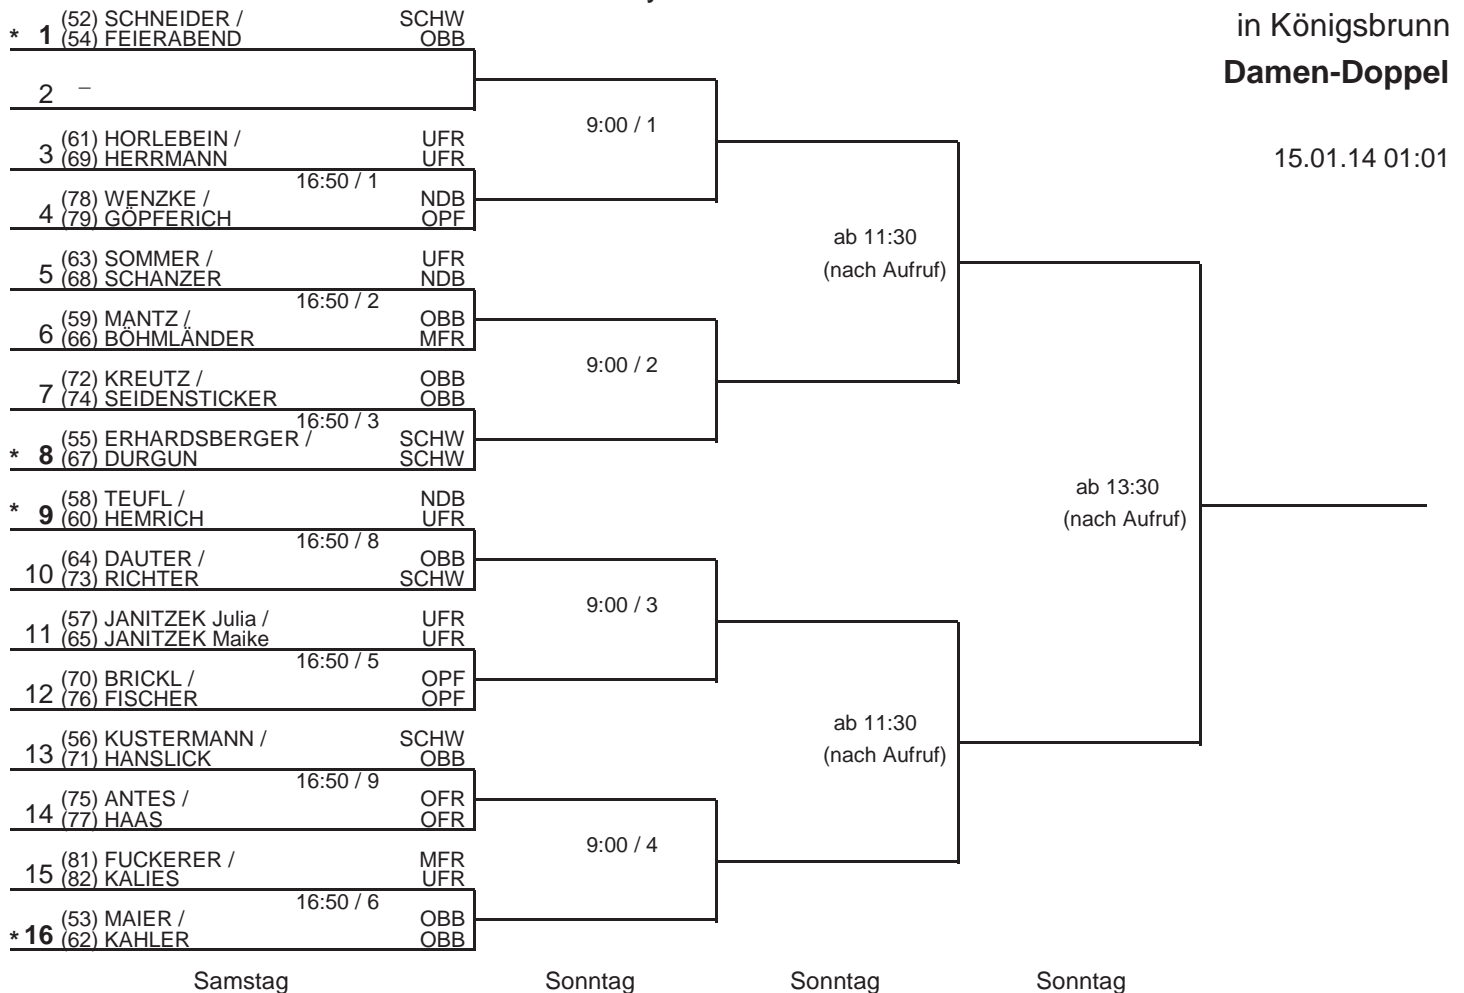 in Königsbrunn
Damen-Doppel
15.01.14 01:01
(52) SCHNEIDER / SCHW
* 1 (54) FEIERABEND OBB
2 –
9:00 / 1
(61) HORLEBEIN / UFR
3 (69) HERRMANN UFR
16:50 / 1
(78) WENZKE / NDB
4 (79) GÖPFERICH OPF
ab 11:30
(nach Aufruf)
(63) SOMMER / UFR
5 (68) SCHANZER NDB
16:50 / 2
(59) MANTZ / OBB
6 (66) BÖHMLÄNDER MFR
9:00 / 2
(72) KREUTZ / OBB
7 (74) SEIDENSTICKER OBB
16:50 / 3
(55) ERHARDSBERGER / SCHW
* 8 (67) DURGUN SCHW
ab 13:30
(nach Aufruf)
(58) TEUFL / NDB
* 9 (60) HEMRICH UFR
16:50 / 8
(64) DAUTER / OBB
10 (73) RICHTER SCHW
9:00 / 3
(57) JANITZEK Julia / UFR
11 (65) JANITZEK Maike UFR
16:50 / 5
(70) BRICKL / OPF
12 (76) FISCHER OPF
ab 11:30
(nach Aufruf)
(56) KUSTERMANN / SCHW
13 (71) HANSLICK OBB
16:50 / 9
(75) ANTES / OFR
14 (77) HAAS OFR
9:00 / 4
(81) FUCKERER / MFR
15 (82) KALIES UFR
16:50 / 6
(53) MAIER / OBB
* 16 (62) KAHLER OBB
Samstag Sonntag Sonntag Sonntag